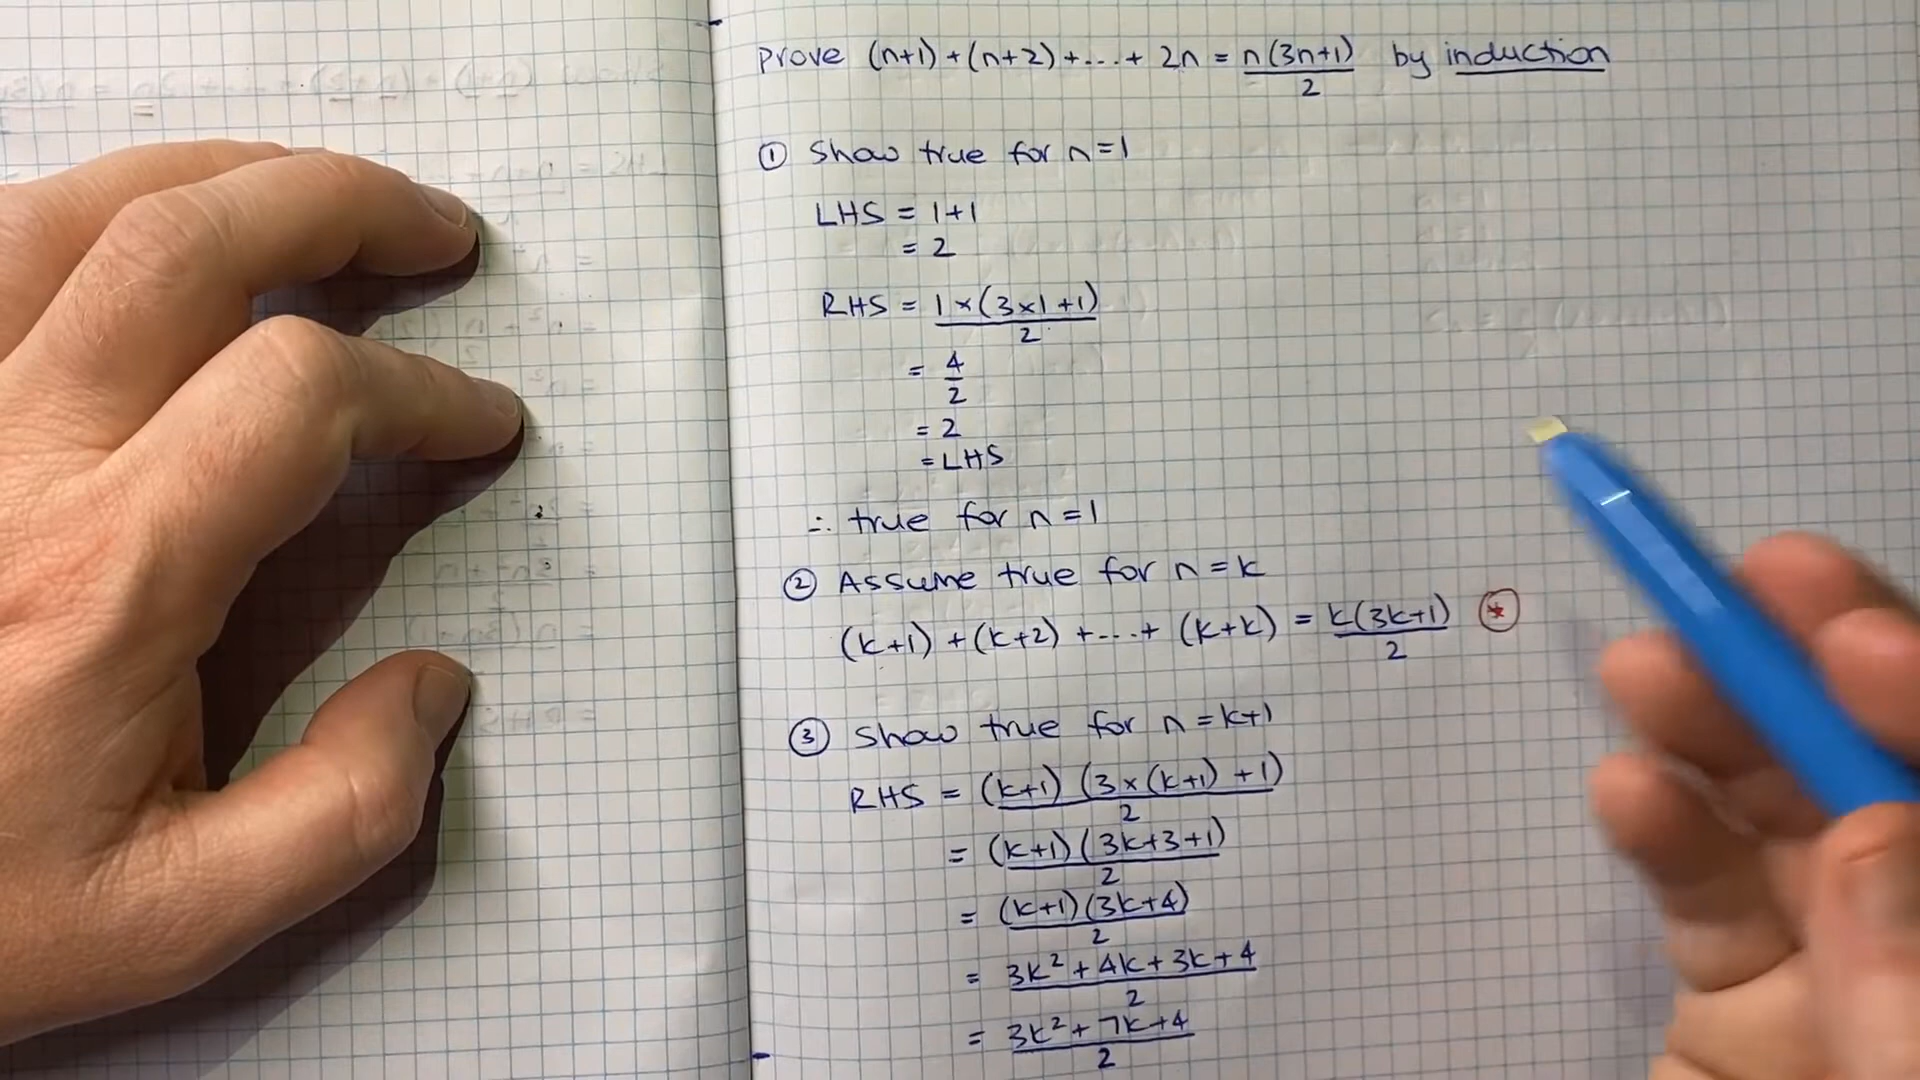 prove (n+1)+(n+2)+...+ 2n = n(3n+1)/2 by induction
① Show true for n=1
LHS = 1+1
= 2
RHS = 1×(3×1+1)/2
= 4/2
= 2
= LHS
∴ true for n=1
② Assume true for n=k
(k+1)+(k+2)+...+(k+k) = k(3k+1)/2 ⊛
③ Show true for n=k+1
RHS = (k+1)(3×(k+1)+1)/2
= (k+1)(3k+3+1)/2
= (k+1)(3k+4)/2
= 3k²+4k+3k+4/2
= 3k²+7k+4/2